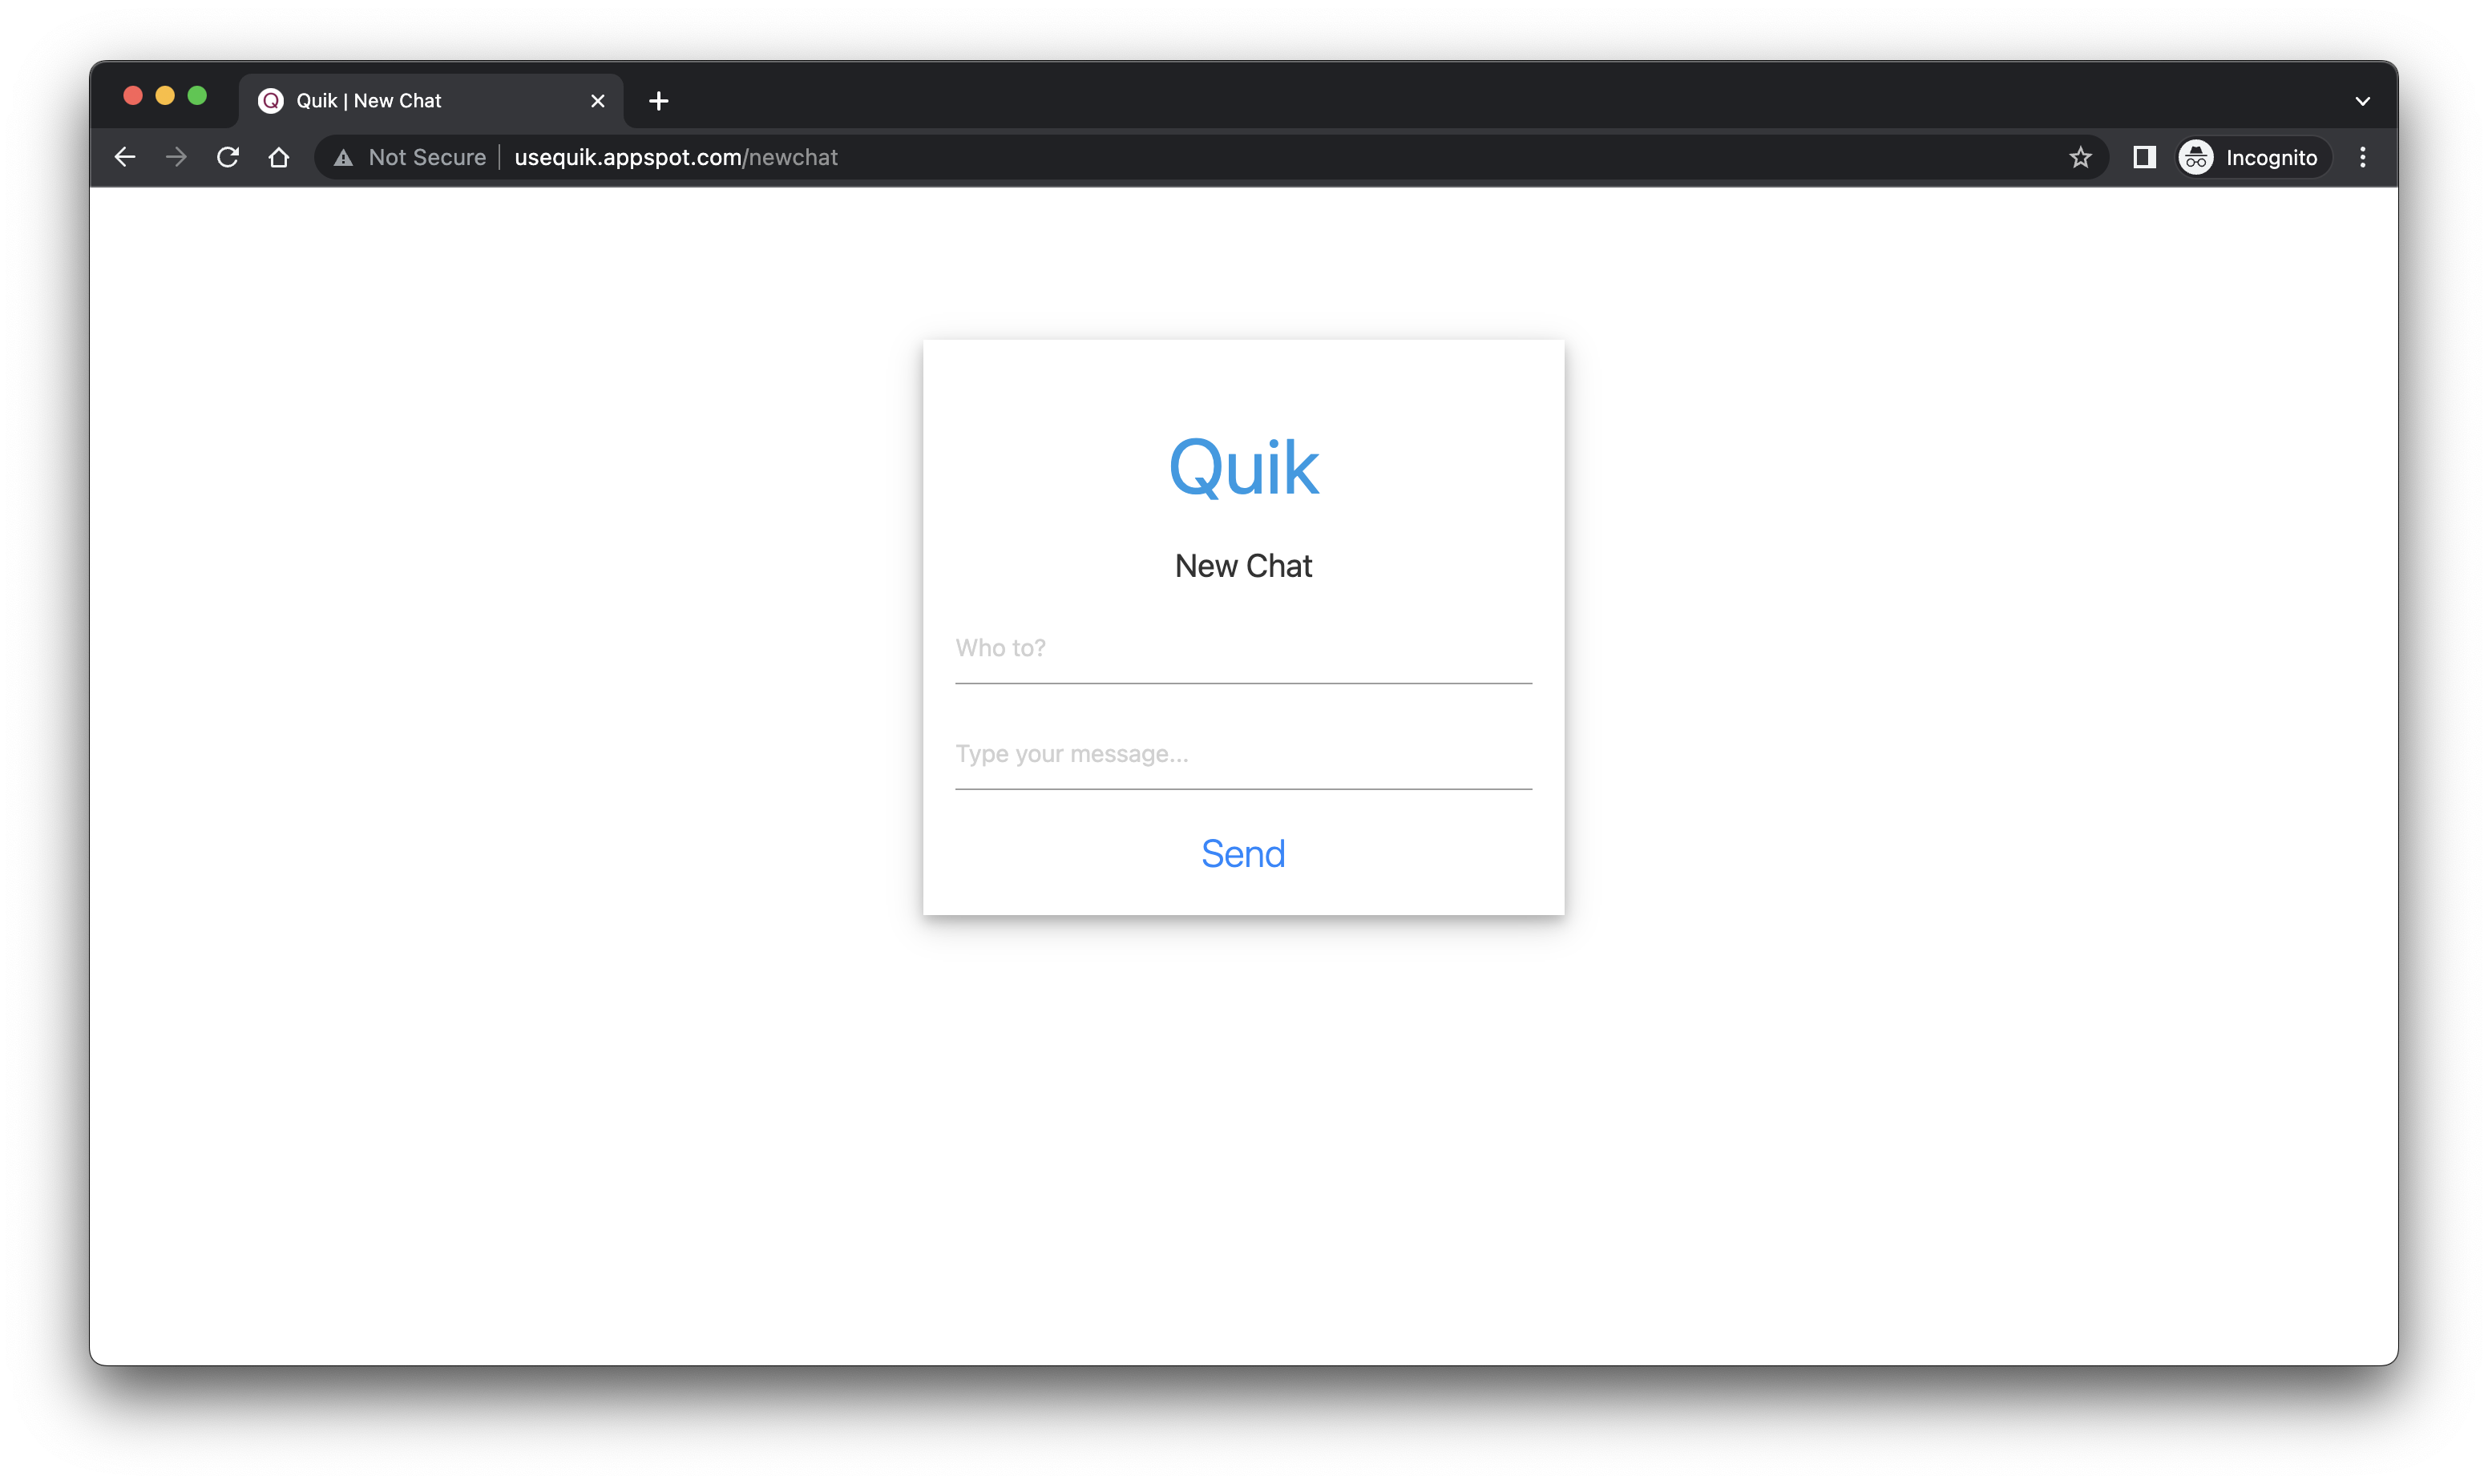 Quik | New Chat
Not Secure usequik.appspot.com/newchat Incognito
Quik
New Chat
Who to?
Type your message...
Send